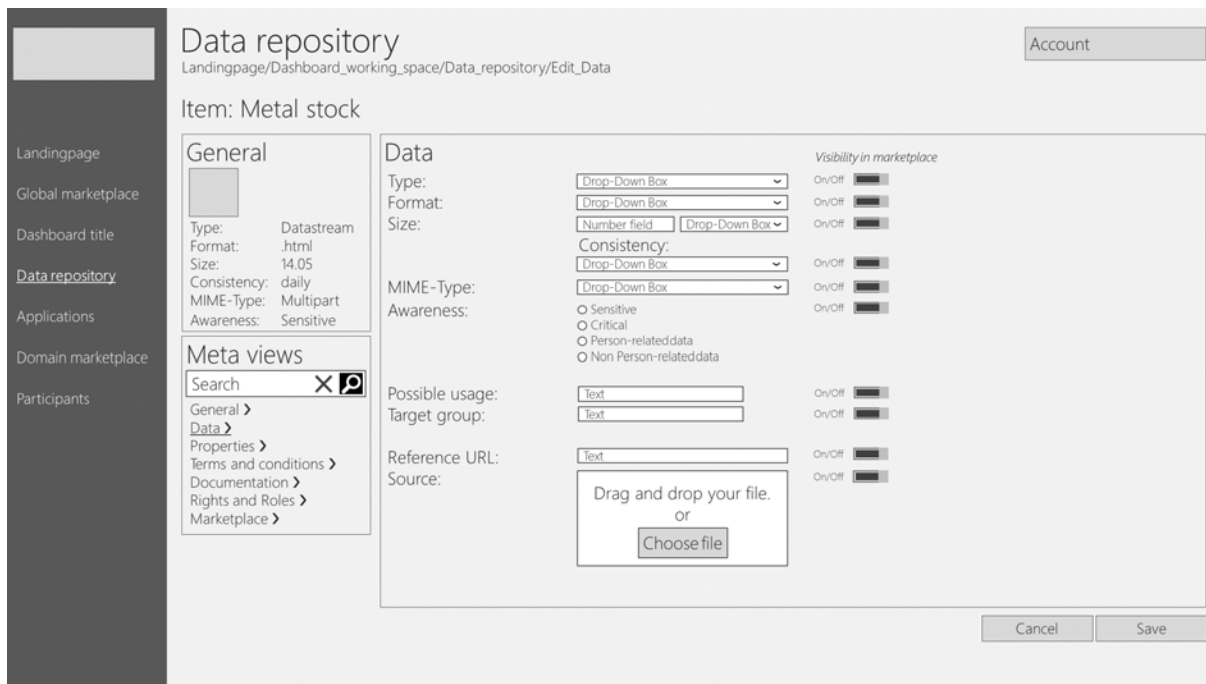 Data repository
Account
Landingpage/Dashboard_working_space/Data_repository/Edit_Data
Item: Metal stock
Landingpage
Global marketplace
Dashboard title
Data repository
Applications
Domain marketplace
Participants
General
Type: Datastream
Format: .html
Size: 14.05
Consistency: daily
MIME-Type: Multipart
Awareness: Sensitive
Meta views
Search
General ❯
Data ❯
Properties ❯
Terms and conditions ❯
Documentation ❯
Rights and Roles ❯
Marketplace ❯
Data
Visibility in marketplace
Type: Drop-Down Box On/Off
Format: Drop-Down Box On/Off
Size: Number field Drop-Down Box On/Off
Consistency:
Drop-Down Box On/Off
MIME-Type: Drop-Down Box On/Off
Awareness: Sensitive On/Off
Critical
Person-related data
Non Person-related data
Possible usage: Text On/Off
Target group: Text On/Off
Reference URL: Text On/Off
Source: On/Off
Drag and drop your file.
or
Choose file
Cancel Save